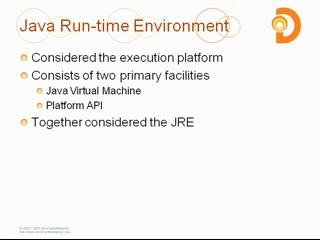 Java Run-time Environment
Considered the execution platform
Consists of two primary facilities
Java Virtual Machine
Platform API
Together considered the JRE